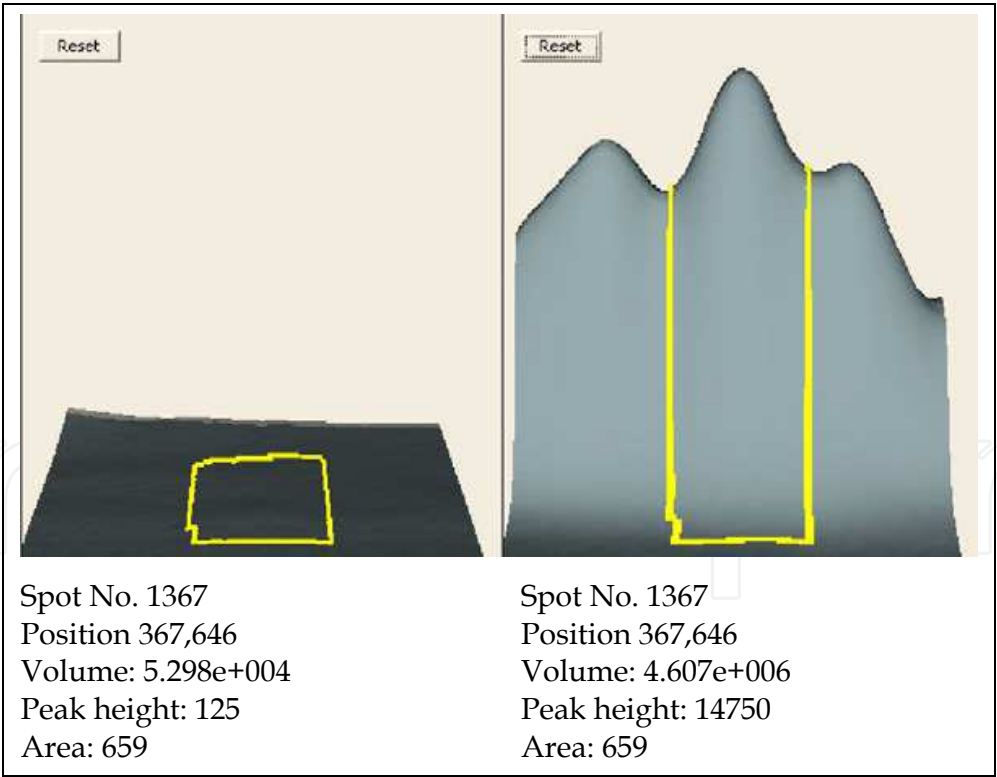 Reset
Reset
Spot No. 1367
Position 367,646
Volume: 5.298e+004
Peak height: 125
Area: 659
Spot No. 1367
Position 367,646
Volume: 4.607e+006
Peak height: 14750
Area: 659